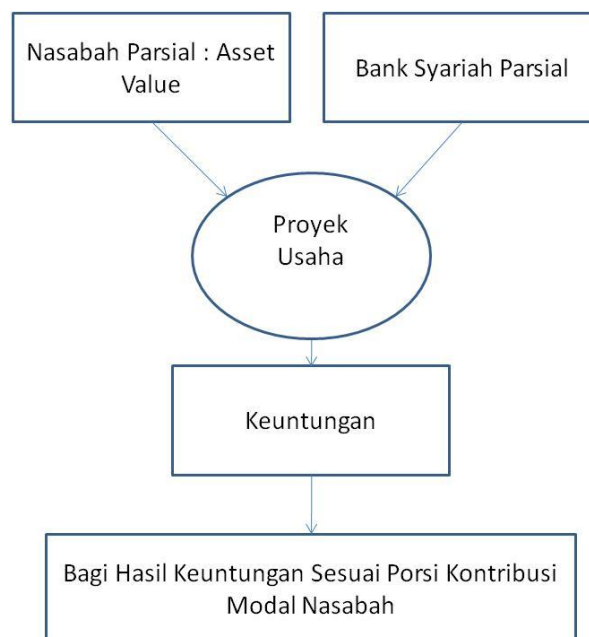 Nasabah Parsial : Asset
Value
Bank Syariah Parsial
Proyek
Usaha
Keuntungan
Bagi Hasil Keuntungan Sesuai Porsi Kontribusi
Modal Nasabah